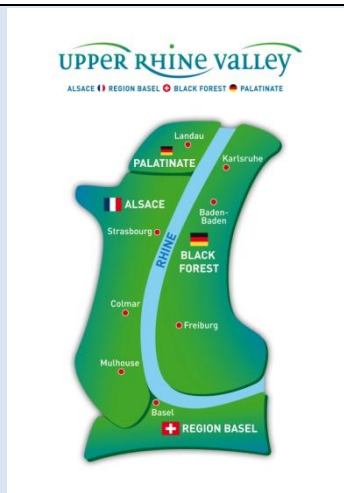 UPPER RHINE VALLEY
ALSACE REGION BASEL BLACK FOREST PALATINATE
Landau
PALATINATE
Karlsruhe
ALSACE
Baden-
Baden
Strasbourg
RHINE
BLACK
FOREST
Colmar
Freiburg
Mulhouse
Basel
REGION BASEL